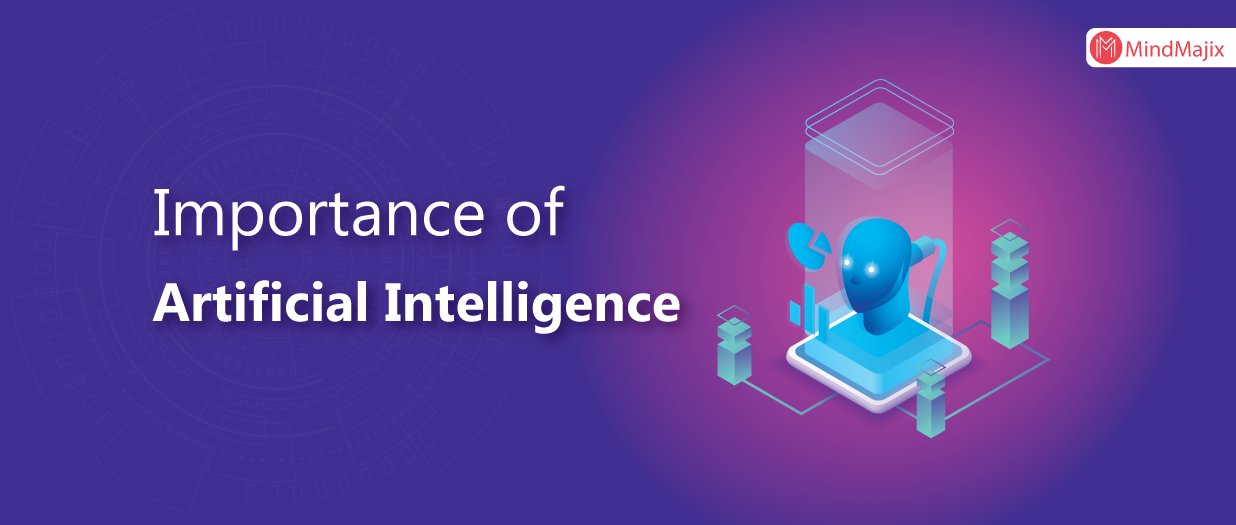 MindMajix
Importance of
Artificial Intelligence